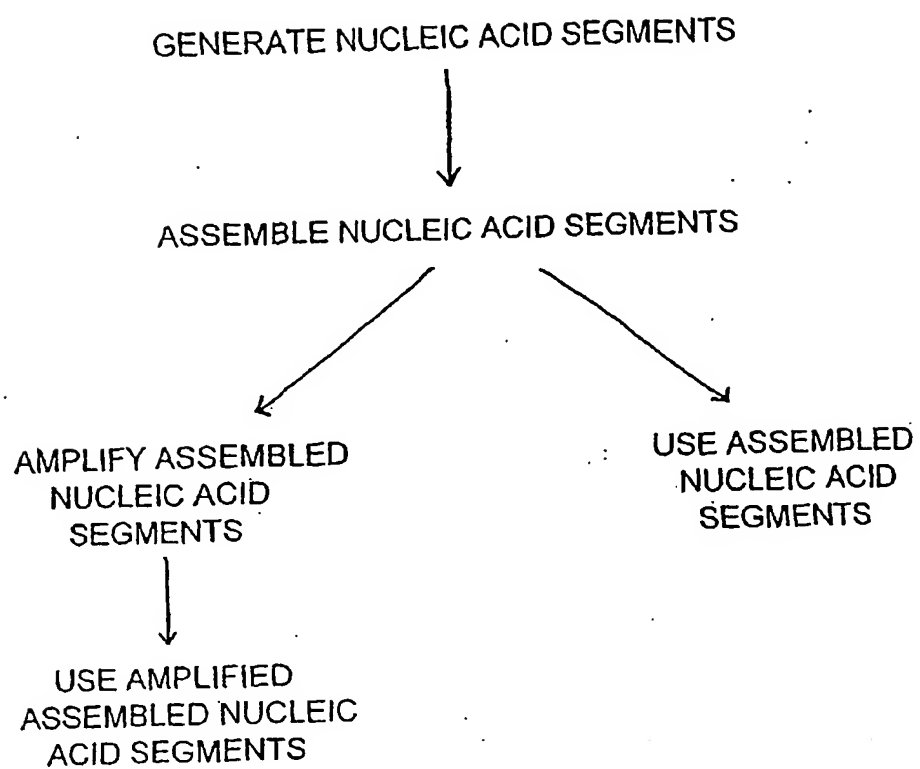 GENERATE NUCLEIC ACID SEGMENTS
ASSEMBLE NUCLEIC ACID SEGMENTS
AMPLIFY ASSEMBLED
NUCLEIC ACID
SEGMENTS
USE ASSEMBLED
NUCLEIC ACID
SEGMENTS
USE AMPLIFIED
ASSEMBLED NUCLEIC
ACID SEGMENTS